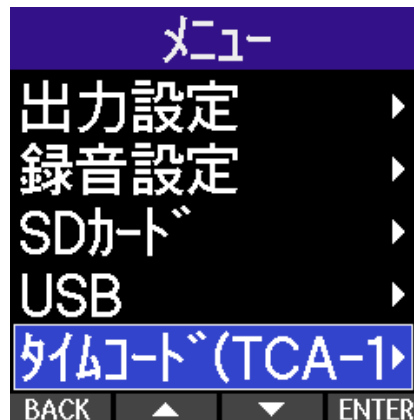 メニュー
出力設定
録音設定
SDカード
USB
タイムコード(TCA-1
BACK ENTER